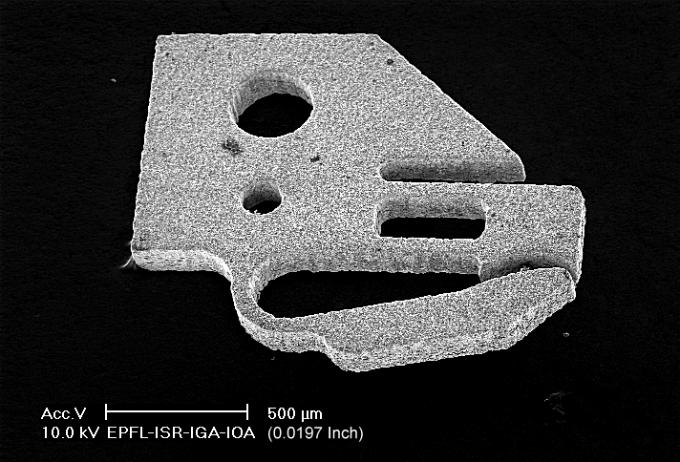 Acc.V 500 µm
10.0 kV EPFL-ISR-IGA-IOA (0.0197 Inch)